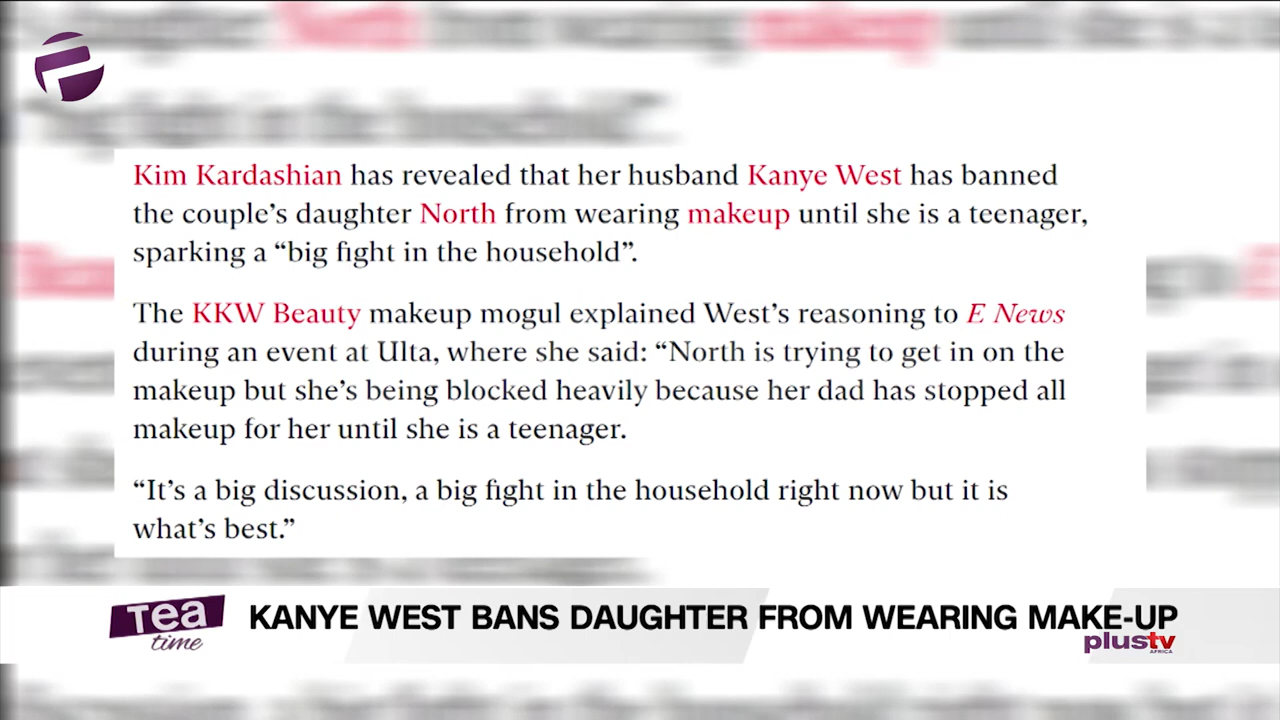 Kim Kardashian has revealed that her husband Kanye West has banned
the couple’s daughter North from wearing makeup until she is a teenager,
sparking a “big fight in the household”.
The KKW Beauty makeup mogul explained West’s reasoning to E News
during an event at Ulta, where she said: “North is trying to get in on the
makeup but she’s being blocked heavily because her dad has stopped all
makeup for her until she is a teenager.
“It’s a big discussion, a big fight in the household right now but it is
what’s best.”
Tea
time
KANYE WEST BANS DAUGHTER FROM WEARING MAKE-UP
plustv
AFRICA